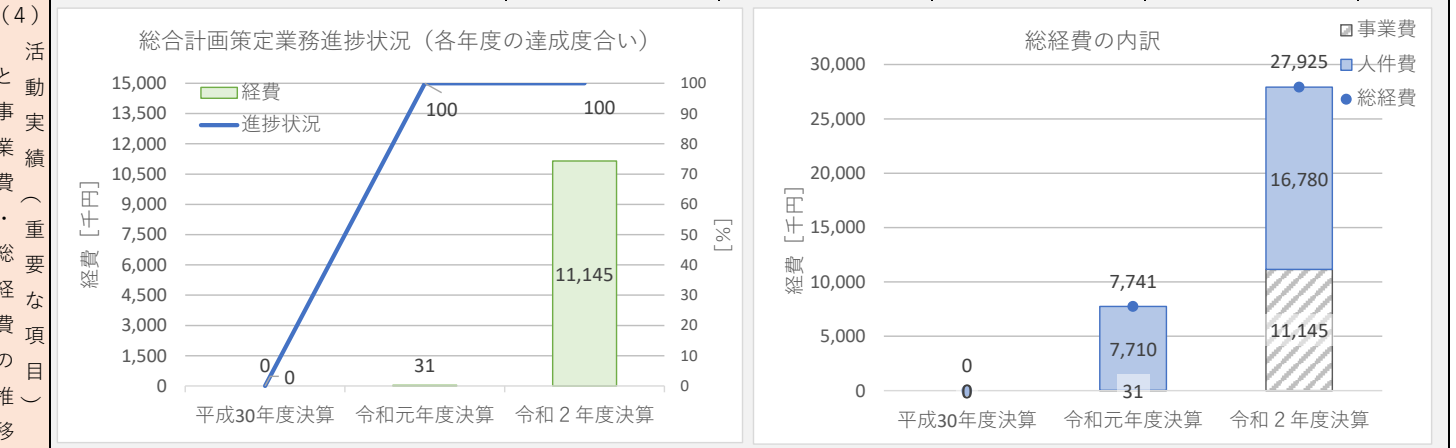 (4)
活動実績（重要な項目）
と事業費・総経費の推移
総合計画策定業務進捗状況（各年度の達成度合い）
経費
進捗状況
経費［千円］
15,000
13,500
12,000
10,500
9,000
7,500
6,000
4,500
3,000
1,500
0
[%]
100
90
80
70
60
50
40
30
20
10
0
100
100
0
0
31
11,145
平成30年度決算
令和元年度決算
令和２年度決算
総経費の内訳
事業費
人件費
総経費
経費［千円］
30,000
25,000
20,000
15,000
10,000
5,000
0
27,925
16,780
11,145
7,741
7,710
31
0
0
平成30年度決算
令和元年度決算
令和２年度決算